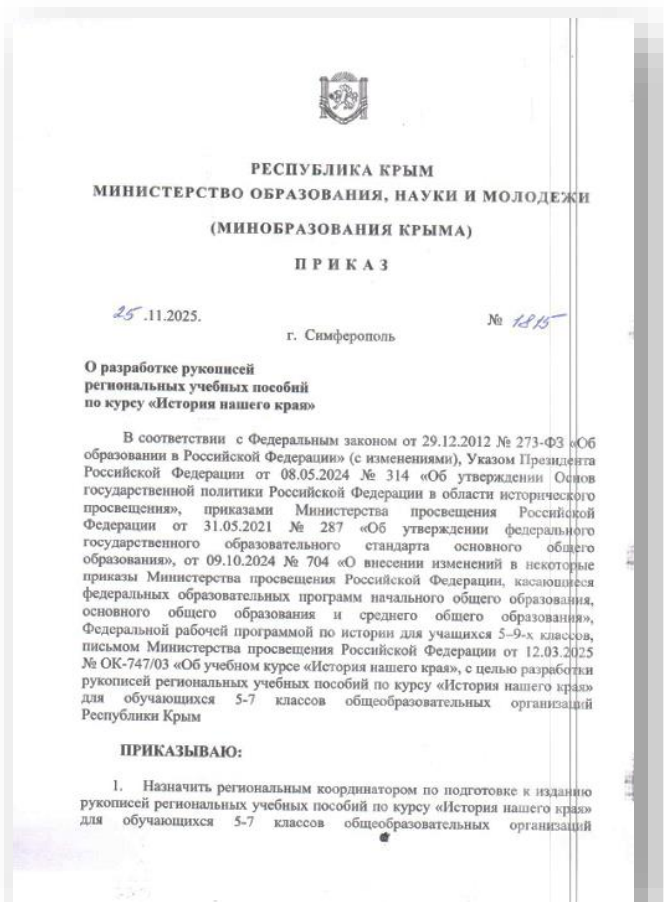 РЕСПУБЛИКА КРЫМ
МИНИСТЕРСТВО ОБРАЗОВАНИЯ, НАУКИ И МОЛОДЕЖИ
(МИНОБРАЗОВАНИЯ КРЫМА)
П Р И К А З
25 .11.2025.
№ 1815
г. Симферополь
О разработке рукописей
региональных учебных пособий
по курсу «История нашего края»
В соответствии с Федеральным законом от 29.12.2012 № 273-ФЗ «Об
образовании в Российской Федерации» (с изменениями), Указом Президента
Российской Федерации от 08.05.2024 № 314 «Об утверждении Основ
государственной политики Российской Федерации в области исторического
просвещения», приказами Министерства просвещения Российской
Федерации от 31.05.2021 № 287 «Об утверждении федерального
государственного образовательного стандарта основного общего
образования», от 09.10.2024 № 704 «О внесении изменений в некоторые
приказы Министерства просвещения Российской Федерации, касающиеся
федеральных образовательных программ начального общего образования,
основного общего образования и среднего общего образования»,
Федеральной рабочей программой по истории для учащихся 5–9-х классов,
письмом Министерства просвещения Российской Федерации от 12.03.2025
№ ОК-747/03 «Об учебном курсе «История нашего края», с целью разработки
рукописей региональных учебных пособий по курсу «История нашего края»
для обучающихся 5-7 классов общеобразовательных организаций
Республики Крым
ПРИКАЗЫВАЮ:
1. Назначить региональным координатором по подготовке к изданию
рукописей региональных учебных пособий по курсу «История нашего края»
для обучающихся 5-7 классов общеобразовательных организаций